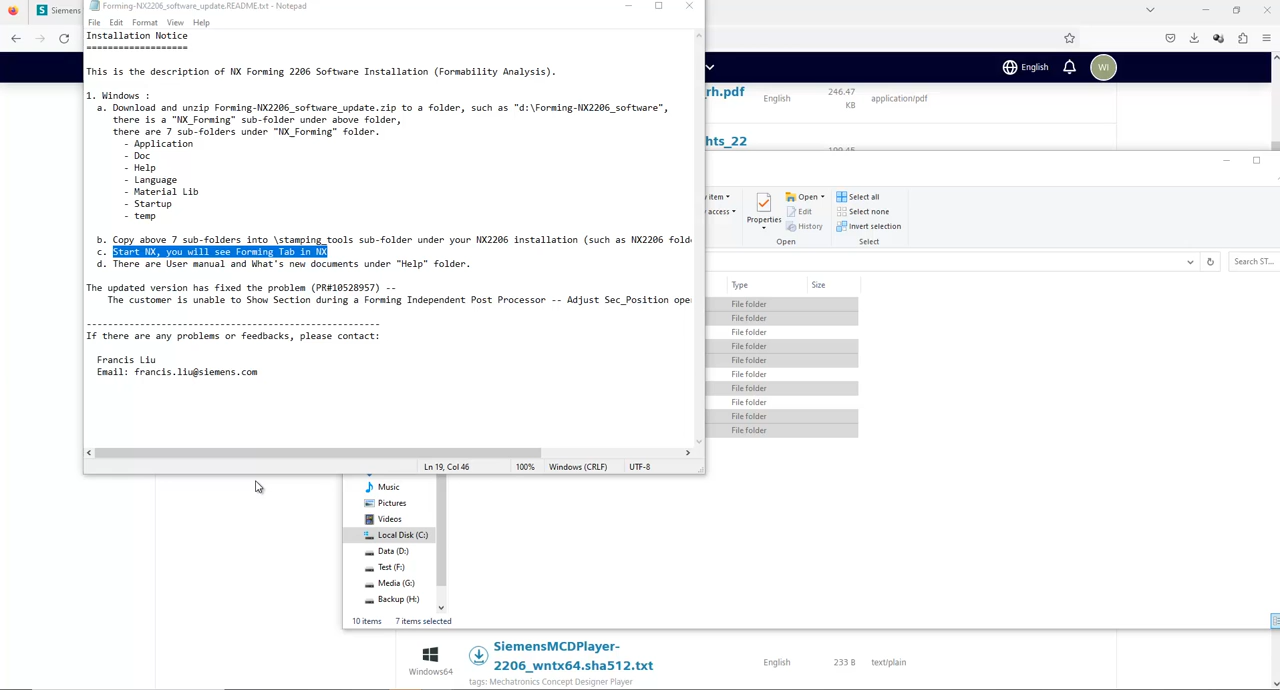 Siemens
Forming-NX2206_software_update.README.txt - Notepad
File Edit Format View Help
Installation Notice
===================
This is the description of NX Forming 2206 Software Installation (Formability Analysis).
1. Windows :
a. Download and unzip Forming-NX2206_software_update.zip to a folder, such as "d:\Forming-NX2206_software",
there is a "NX_Forming" sub-folder under above folder,
there are 7 sub-folders under "NX_Forming" folder.
- Application
- Doc
- Help
- Language
- Material Lib
- Startup
- temp
b. Copy above 7 sub-folders into \stamping_tools sub-folder under your NX2206 installation (such as NX2206 folde
c. Start NX, you will see Forming Tab in NX
d. There are User manual and What's new documents under "Help" folder.
The updated version has fixed the problem (PR#10528957) --
The customer is unable to Show Section during a Forming Independent Post Processor -- Adjust Sec_Position oper
-------------------------------------------------------
If there are any problems or feedbacks, please contact:
Francis Liu
Email: francis.liu@siemens.com
Ln 19, Col 46 100% Windows (CRLF) UTF-8
English WI
rh.pdf English 246.47 KB application/pdf
hts_22
item
access
Properties
Open
Edit
History
Open
Select all
Select none
Invert selection
Select
Search ST...
Type Size
File folder
File folder
File folder
File folder
File folder
File folder
File folder
File folder
File folder
File folder
Music
Pictures
Videos
Local Disk (C:)
Data (D:)
Test (F:)
Media (G:)
Backup (H:)
10 items 7 items selected
Windows64
SiemensMCDPlayer-
2206_wntx64.sha512.txt
English 233 B text/plain
tags: Mechatronics Concept Designer Player